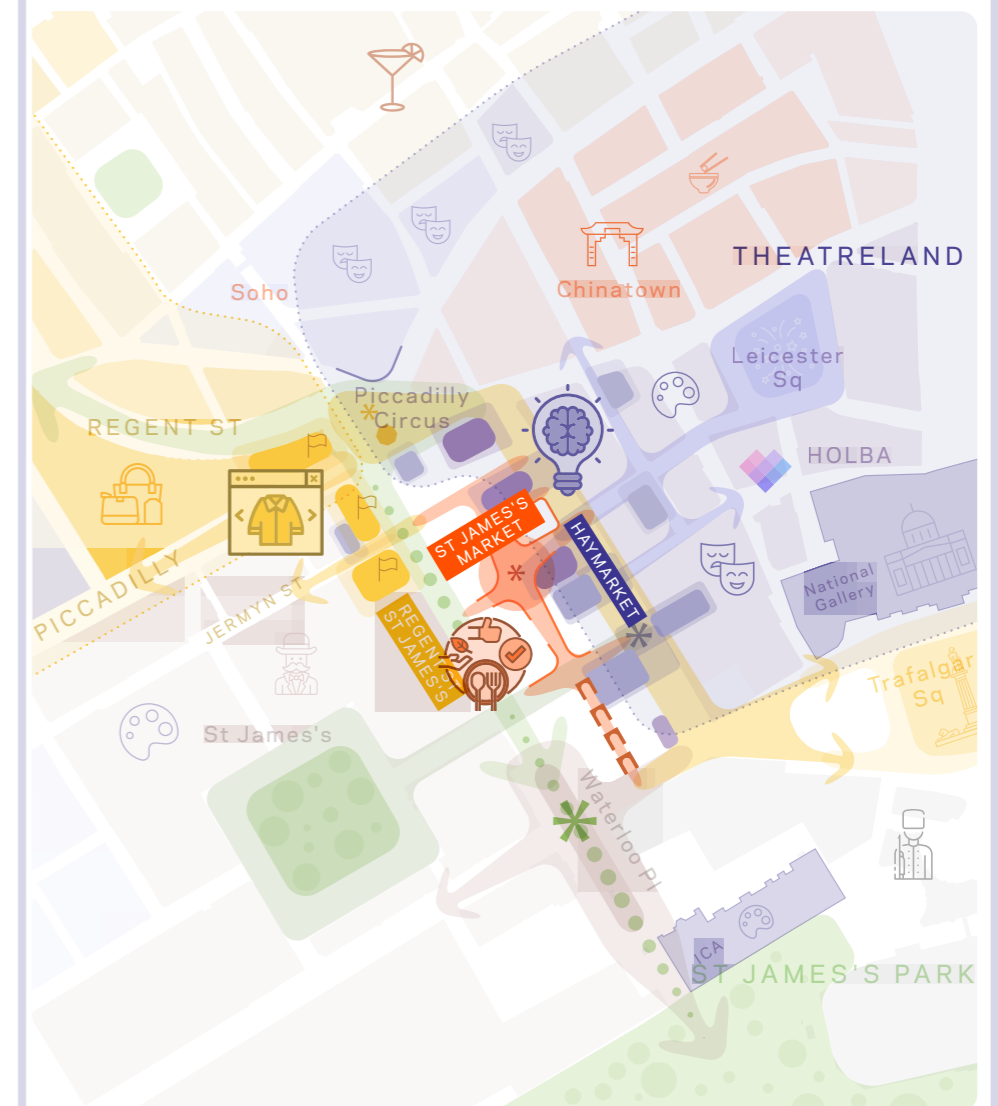 THEATRELAND
Soho
Chinatown
Leicester
Sq
Piccadilly
Circus
REGENT ST
HOLBA
ST JAMES'S
MARKET
HAYMARKET
PICCADILLY
JERMYN ST
National
Gallery
REGENT ST
ST JAMES'S
Trafalgar
Sq
St James's
Waterloo Pl
ICA
ST JAMES'S PARK